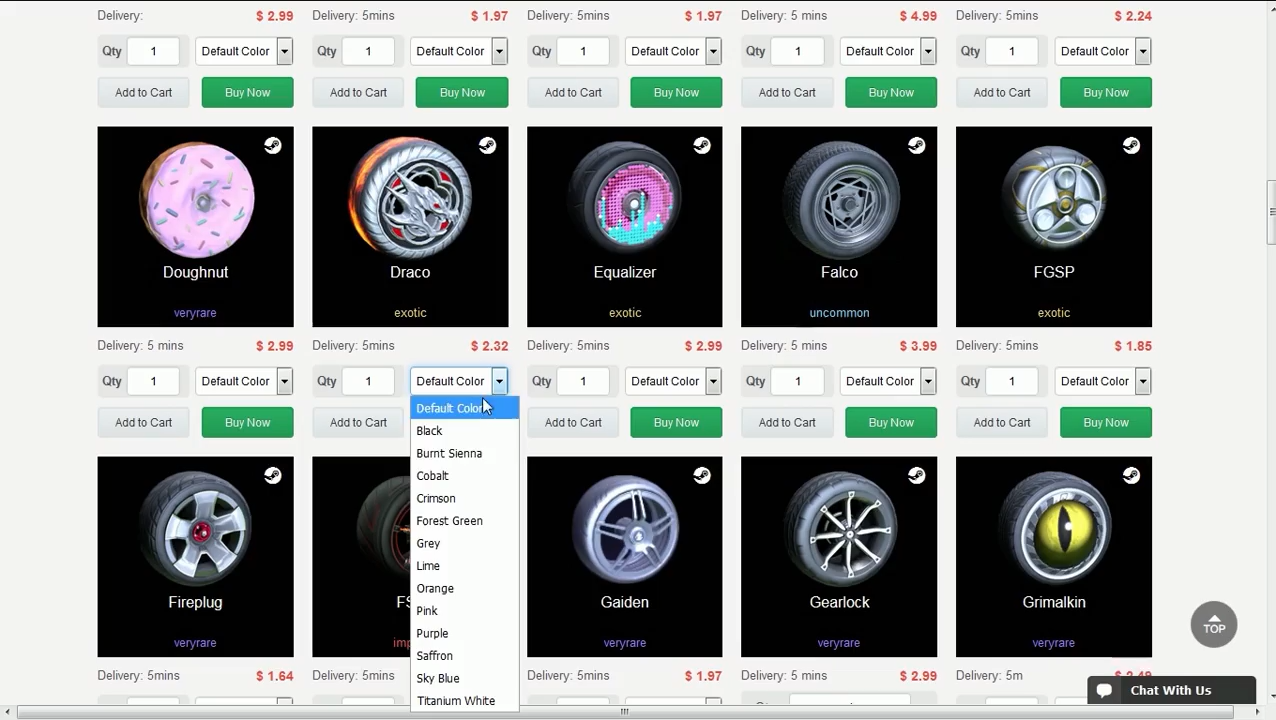 Delivery: $ 2.99 Delivery: 5mins $ 1.97 Delivery: 5mins $ 1.97 Delivery: 5 mins $ 4.99 Delivery: 5mins $ 2.24
Qty 1 Default Color Qty 1 Default Color Qty 1 Default Color Qty 1 Default Color Qty 1 Default Color
Add to Cart Buy Now Add to Cart Buy Now Add to Cart Buy Now Add to Cart Buy Now Add to Cart Buy Now
Doughnut Draco Equalizer Falco FGSP
veryrare exotic exotic uncommon exotic
Delivery: 5 mins $ 2.99 Delivery: 5mins $ 2.32 Delivery: 5mins $ 2.99 Delivery: 5 mins $ 3.99 Delivery: 5mins $ 1.85
Qty 1 Default Color Qty 1 Default Color Qty 1 Default Color Qty 1 Default Color Qty 1 Default Color
Add to Cart Buy Now Add to Cart Add to Cart Buy Now Add to Cart Buy Now Add to Cart Buy Now
Default Color
Black
Burnt Sienna
Cobalt
Crimson
Forest Green
Grey
Lime
Orange
Pink
Purple
Saffron
Sky Blue
Titanium White
Fireplug Gaiden Gearlock Grimalkin
veryrare veryrare veryrare veryrare
TOP
Delivery: 5mins $ 1.64 Delivery: 5mins $ 1.97 Delivery: 5mins $ 2.99 Delivery: 5m
Chat With Us